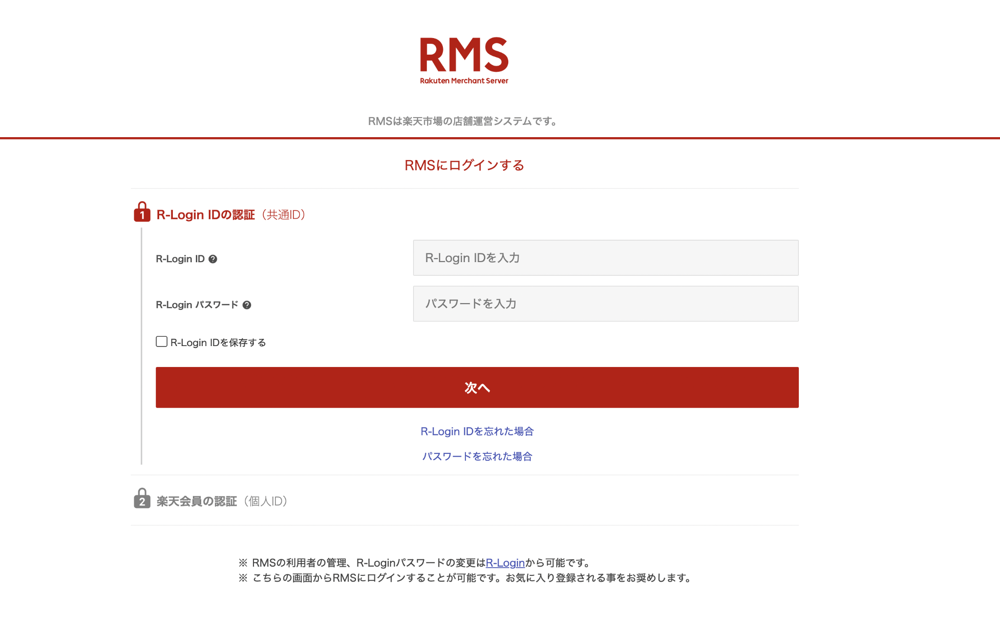 RMS
Rakuten Merchant Server
RMSは楽天市場の店舗運営システムです。
RMSにログインする
1 R-Login IDの認証（共通ID）
R-Login ID ?
R-Login IDを入力
R-Login パスワード ?
パスワードを入力
R-Login IDを保存する
次へ
R-Login IDを忘れた場合
パスワードを忘れた場合
2 楽天会員の認証（個人ID）
※ RMSの利用者の管理、R-Loginパスワードの変更はR-Loginから可能です。
※ こちらの画面からRMSにログインすることが可能です。お気に入り登録される事をお奨めします。